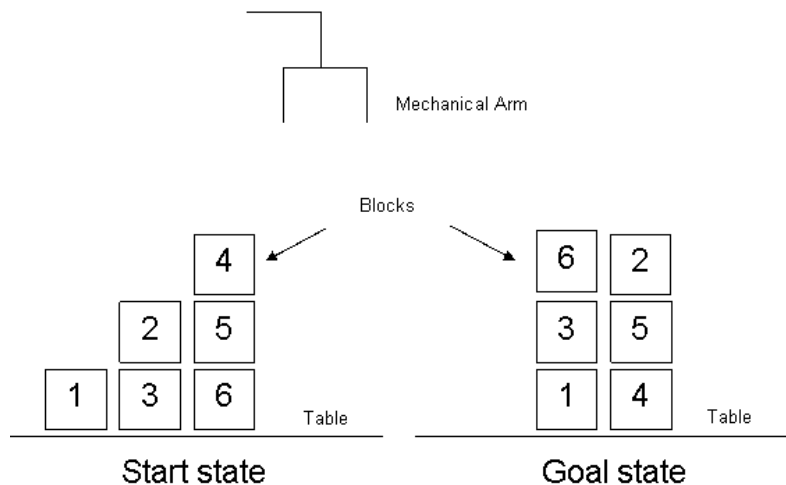 Mechanical Arm
Blocks
4
2 5
1 3 6
Table
Start state
6 2
3 5
1 4
Table
Goal state